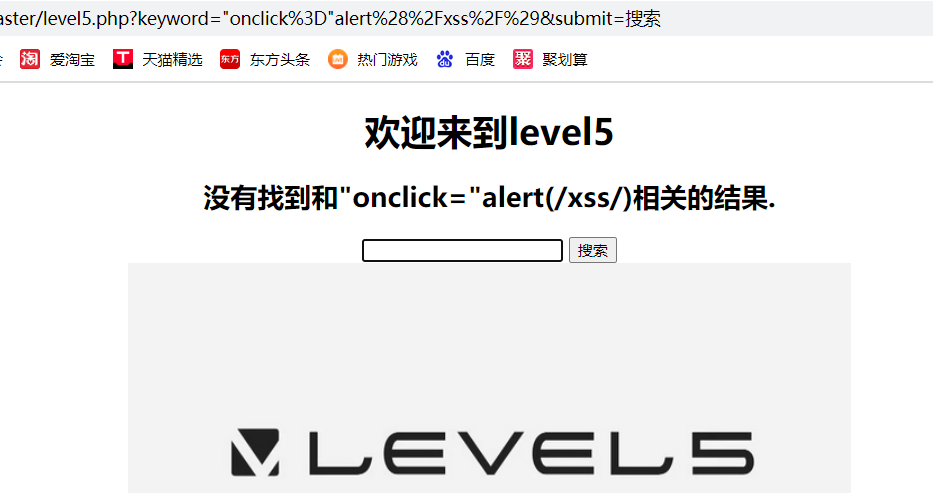 aster/level5.php?keyword="onclick%3D"alert%28%2Fxss%2F%29&submit=搜索
淘 爱淘宝 T 天猫精选 东方 东方头条 热门游戏 du 百度 聚 聚划算
欢迎来到level5
没有找到和"onclick="alert(/xss/)相关的结果.
搜索
LEVEL5